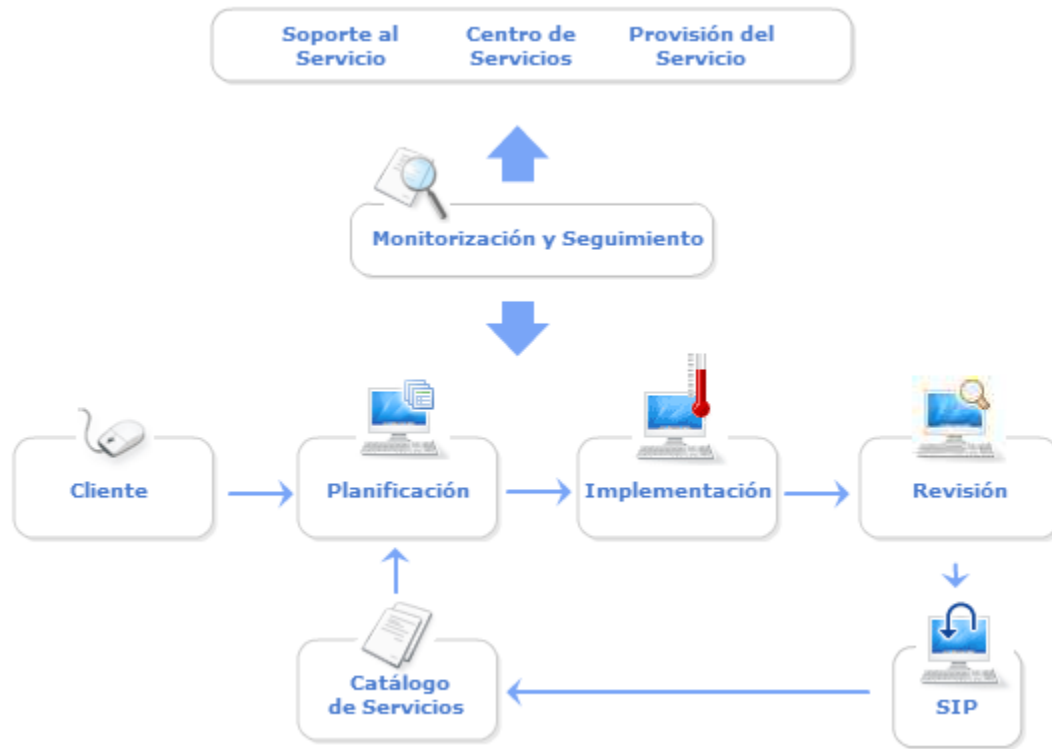 Soporte al
Servicio
Centro de
Servicios
Provisión del
Servicio
Monitorización y Seguimiento
Cliente
Planificación
Implementación
Revisión
Catálogo
de Servicios
SIP